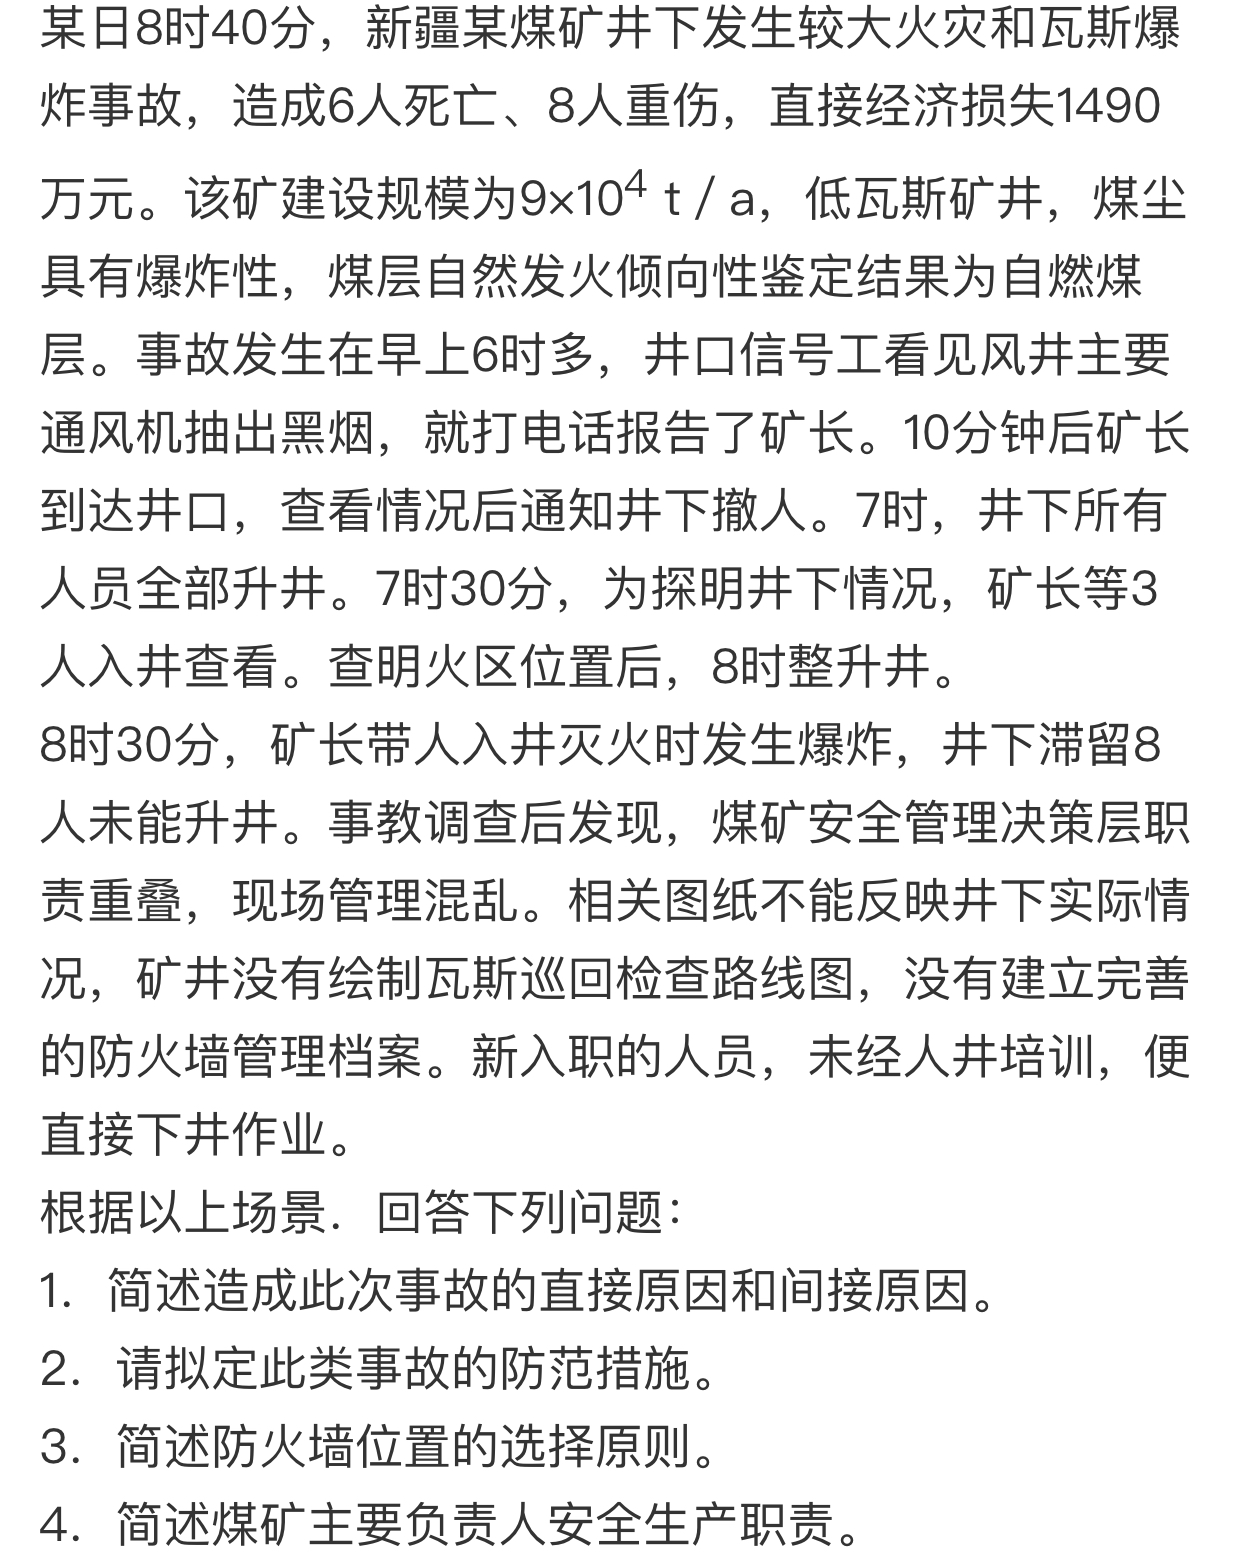 某日8时40分，新疆某煤矿井下发生较大火灾和瓦斯爆
炸事故，造成6人死亡、8人重伤，直接经济损失1490
万元。该矿建设规模为9×10⁴ t / a，低瓦斯矿井，煤尘
具有爆炸性，煤层自然发火倾向性鉴定结果为自燃煤
层。事故发生在早上6时多，井口信号工看见风井主要
通风机抽出黑烟，就打电话报告了矿长。10分钟后矿长
到达井口，查看情况后通知井下撤人。7时，井下所有
人员全部升井。7时30分，为探明井下情况，矿长等3
人入井查看。查明火区位置后，8时整升井。
8时30分，矿长带人入井灭火时发生爆炸，井下滞留8
人未能升井。事教调查后发现，煤矿安全管理决策层职
责重叠，现场管理混乱。相关图纸不能反映井下实际情
况，矿井没有绘制瓦斯巡回检查路线图，没有建立完善
的防火墙管理档案。新入职的人员，未经人井培训，便
直接下井作业。
根据以上场景．回答下列问题：
1．简述造成此次事故的直接原因和间接原因。
2．请拟定此类事故的防范措施。
3．简述防火墙位置的选择原则。
4．简述煤矿主要负责人安全生产职责。